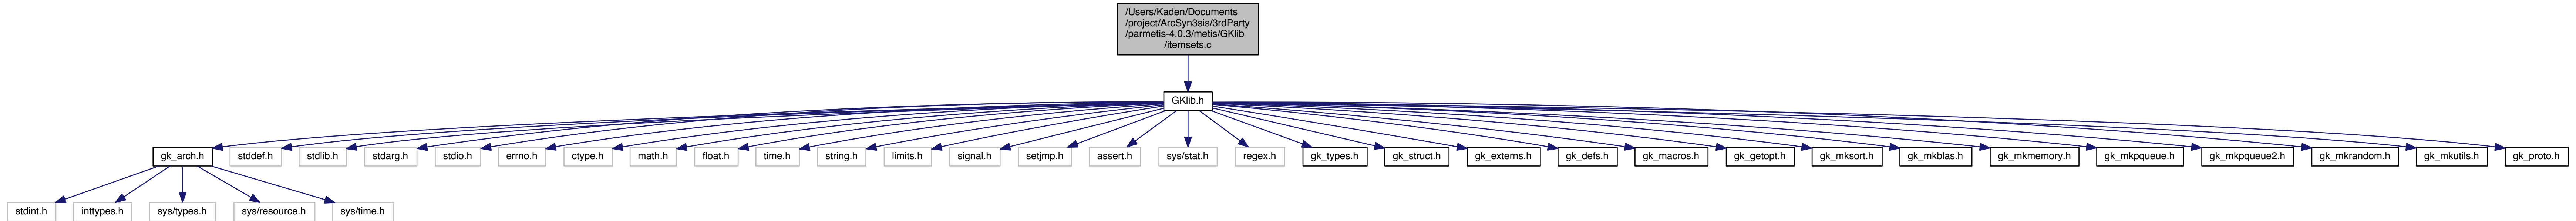 /Users/Kaden/Documents
/project/ArcSyn3sis/3rdParty
/parmetis-4.0.3/metis/GKlib
/itemsets.c
GKlib.h
gk_arch.h
stddef.h
stdlib.h
stdarg.h
stdio.h
errno.h
ctype.h
math.h
float.h
time.h
string.h
limits.h
signal.h
setjmp.h
assert.h
sys/stat.h
regex.h
gk_types.h
gk_struct.h
gk_externs.h
gk_defs.h
gk_macros.h
gk_getopt.h
gk_mksort.h
gk_mkblas.h
gk_mkmemory.h
gk_mkpqueue.h
gk_mkpqueue2.h
gk_mkrandom.h
gk_mkutils.h
gk_proto.h
stdint.h
inttypes.h
sys/types.h
sys/resource.h
sys/time.h